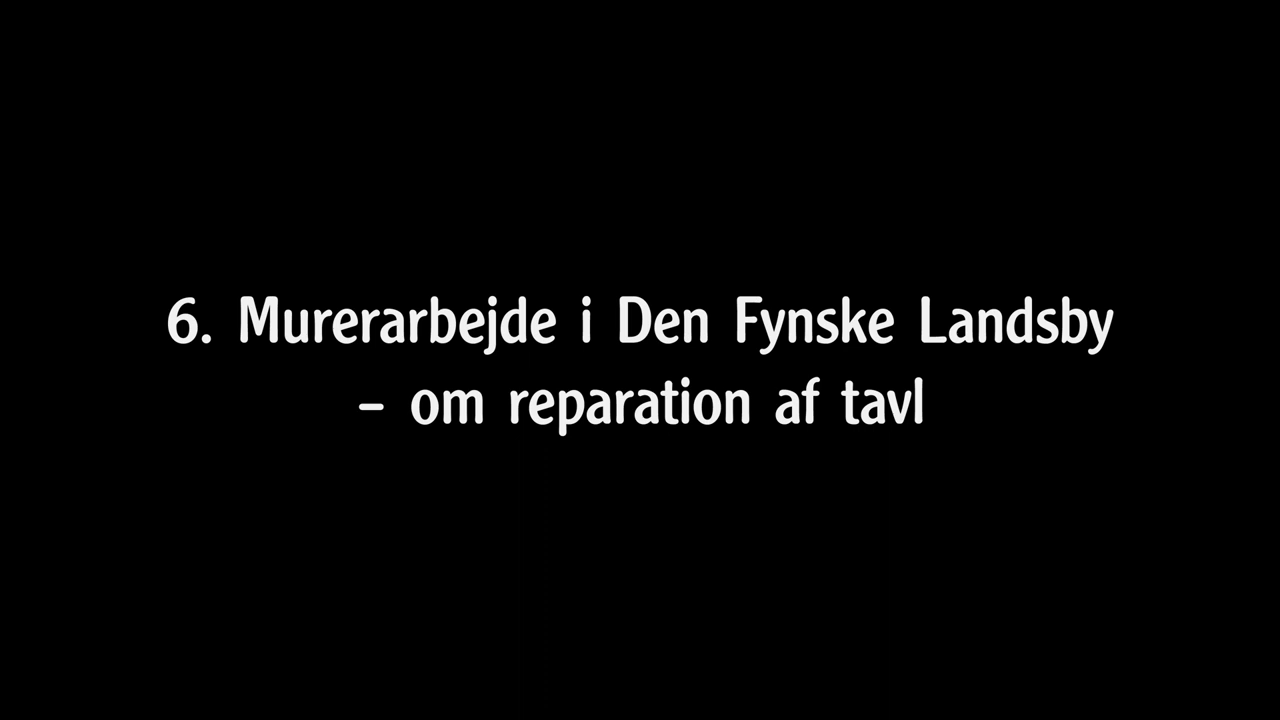 6. Murerarbejde i Den Fynske Landsby
– om reparation af tavl